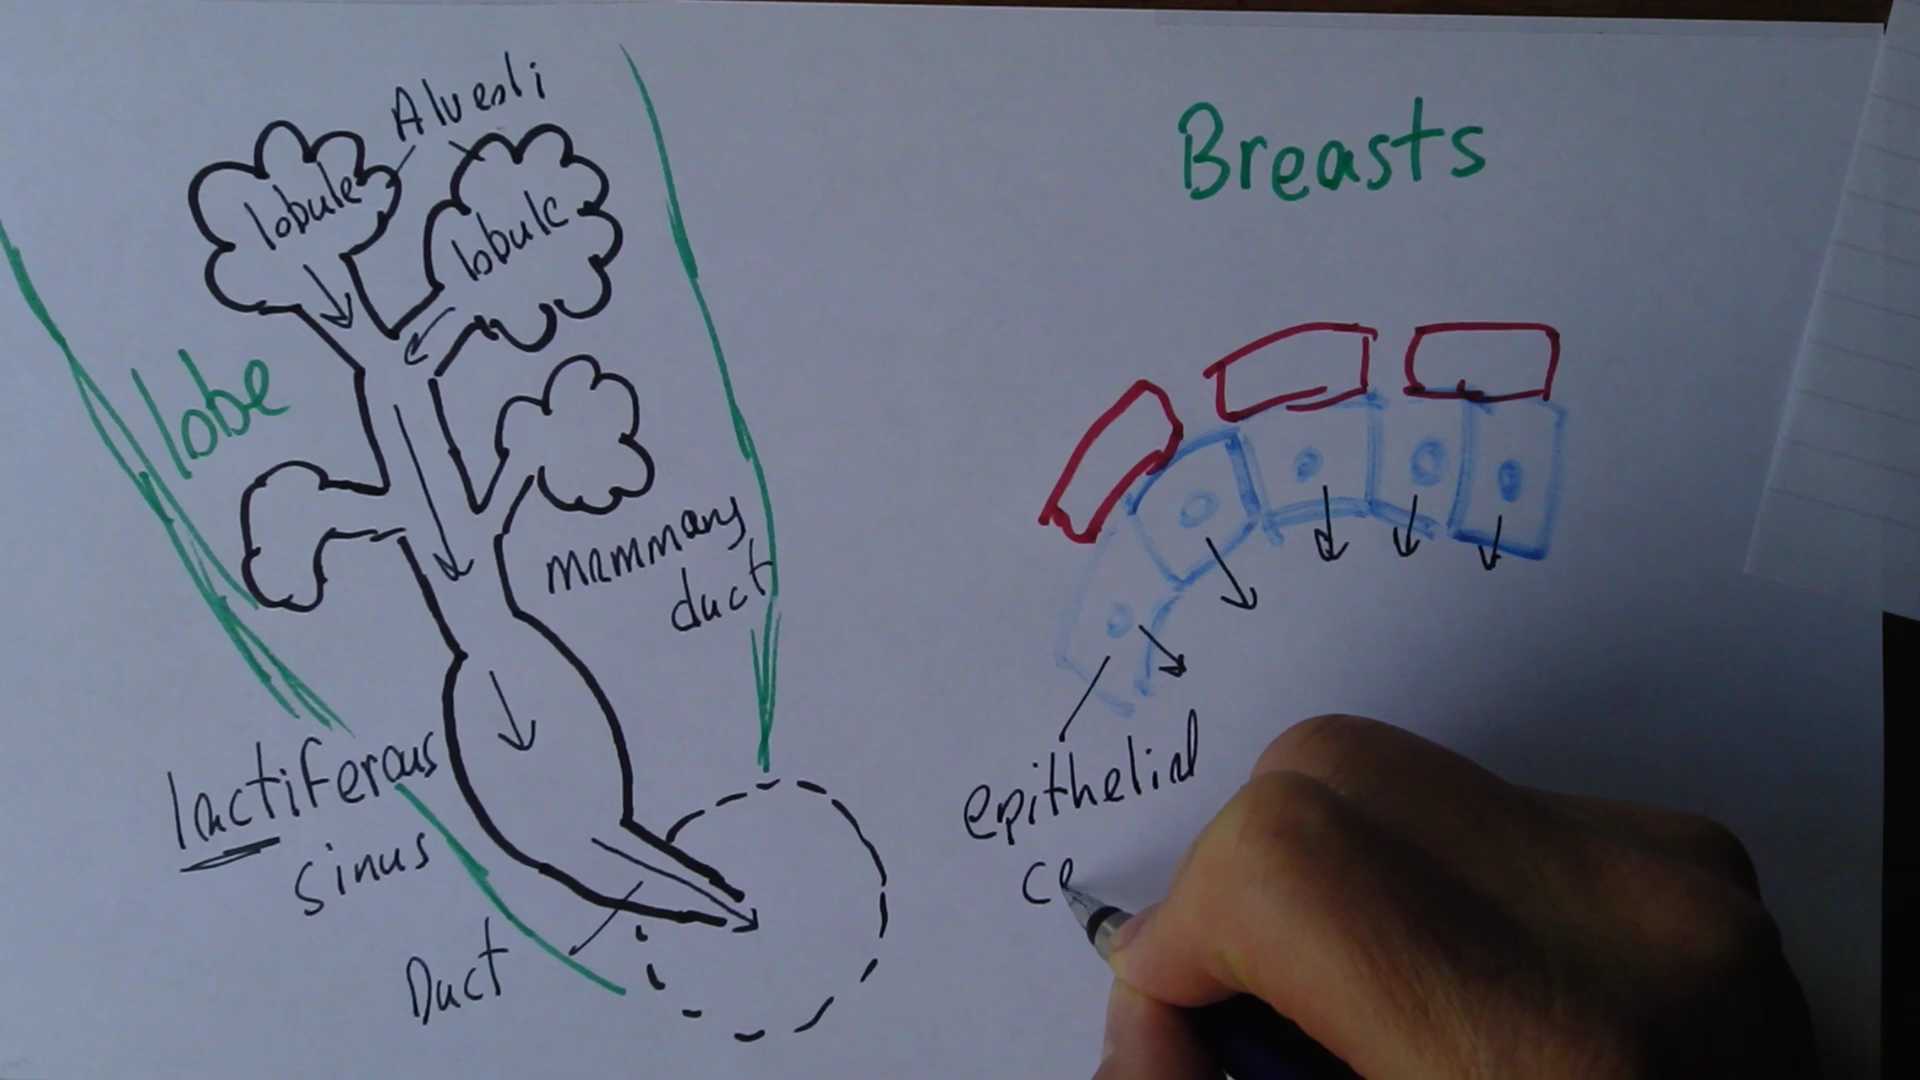 Alveoli
Breasts
lobule
lobule
lobe
mammary
duct
lactiferous
sinus
epithelial
ce
Duct